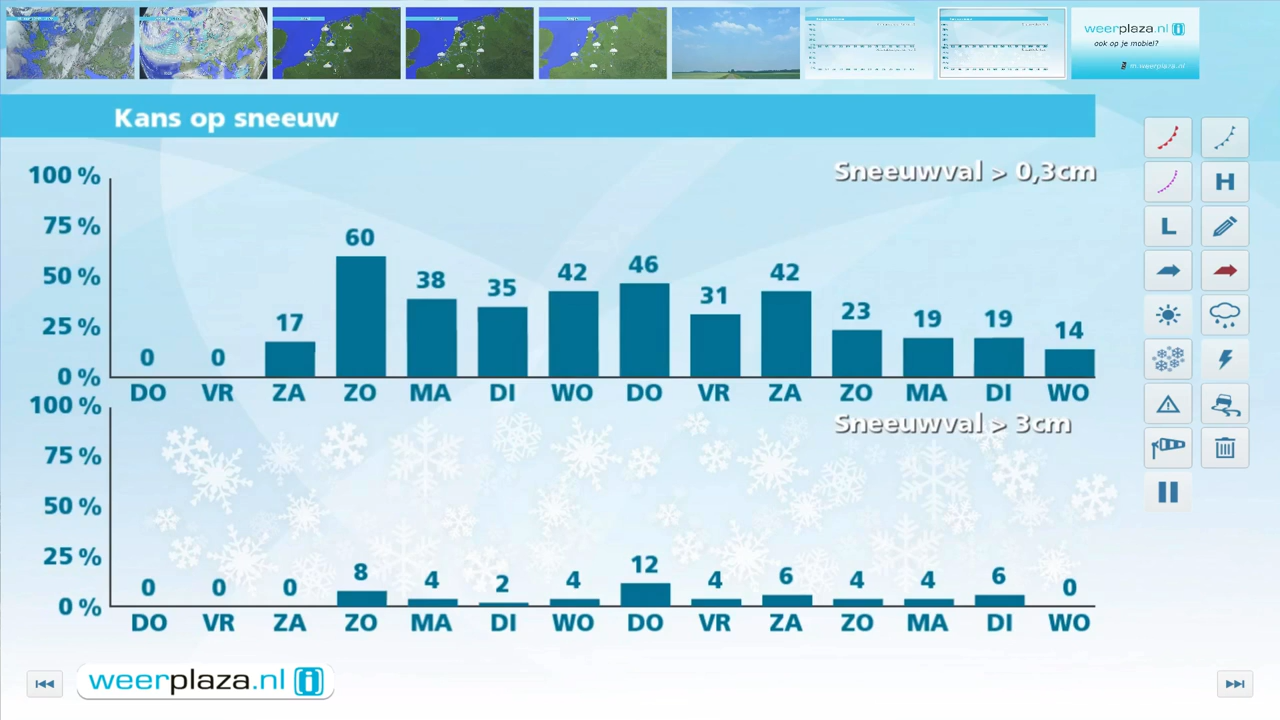 weerplaza.nl i
ook op je mobiel?
m.weerplaza.nl
Kans op sneeuw
Sneeuwval > 0,3cm
100 %
75 %
50 %
25 %
0 %
0 0 17 60 38 35 42 46 31 42 23 19 19 14
DO VR ZA ZO MA DI WO DO VR ZA ZO MA DI WO
Sneeuwval > 3cm
100 %
75 %
50 %
25 %
0 %
0 0 0 8 4 2 4 12 4 6 4 4 6 0
DO VR ZA ZO MA DI WO DO VR ZA ZO MA DI WO
H
L
weerplaza.nl i